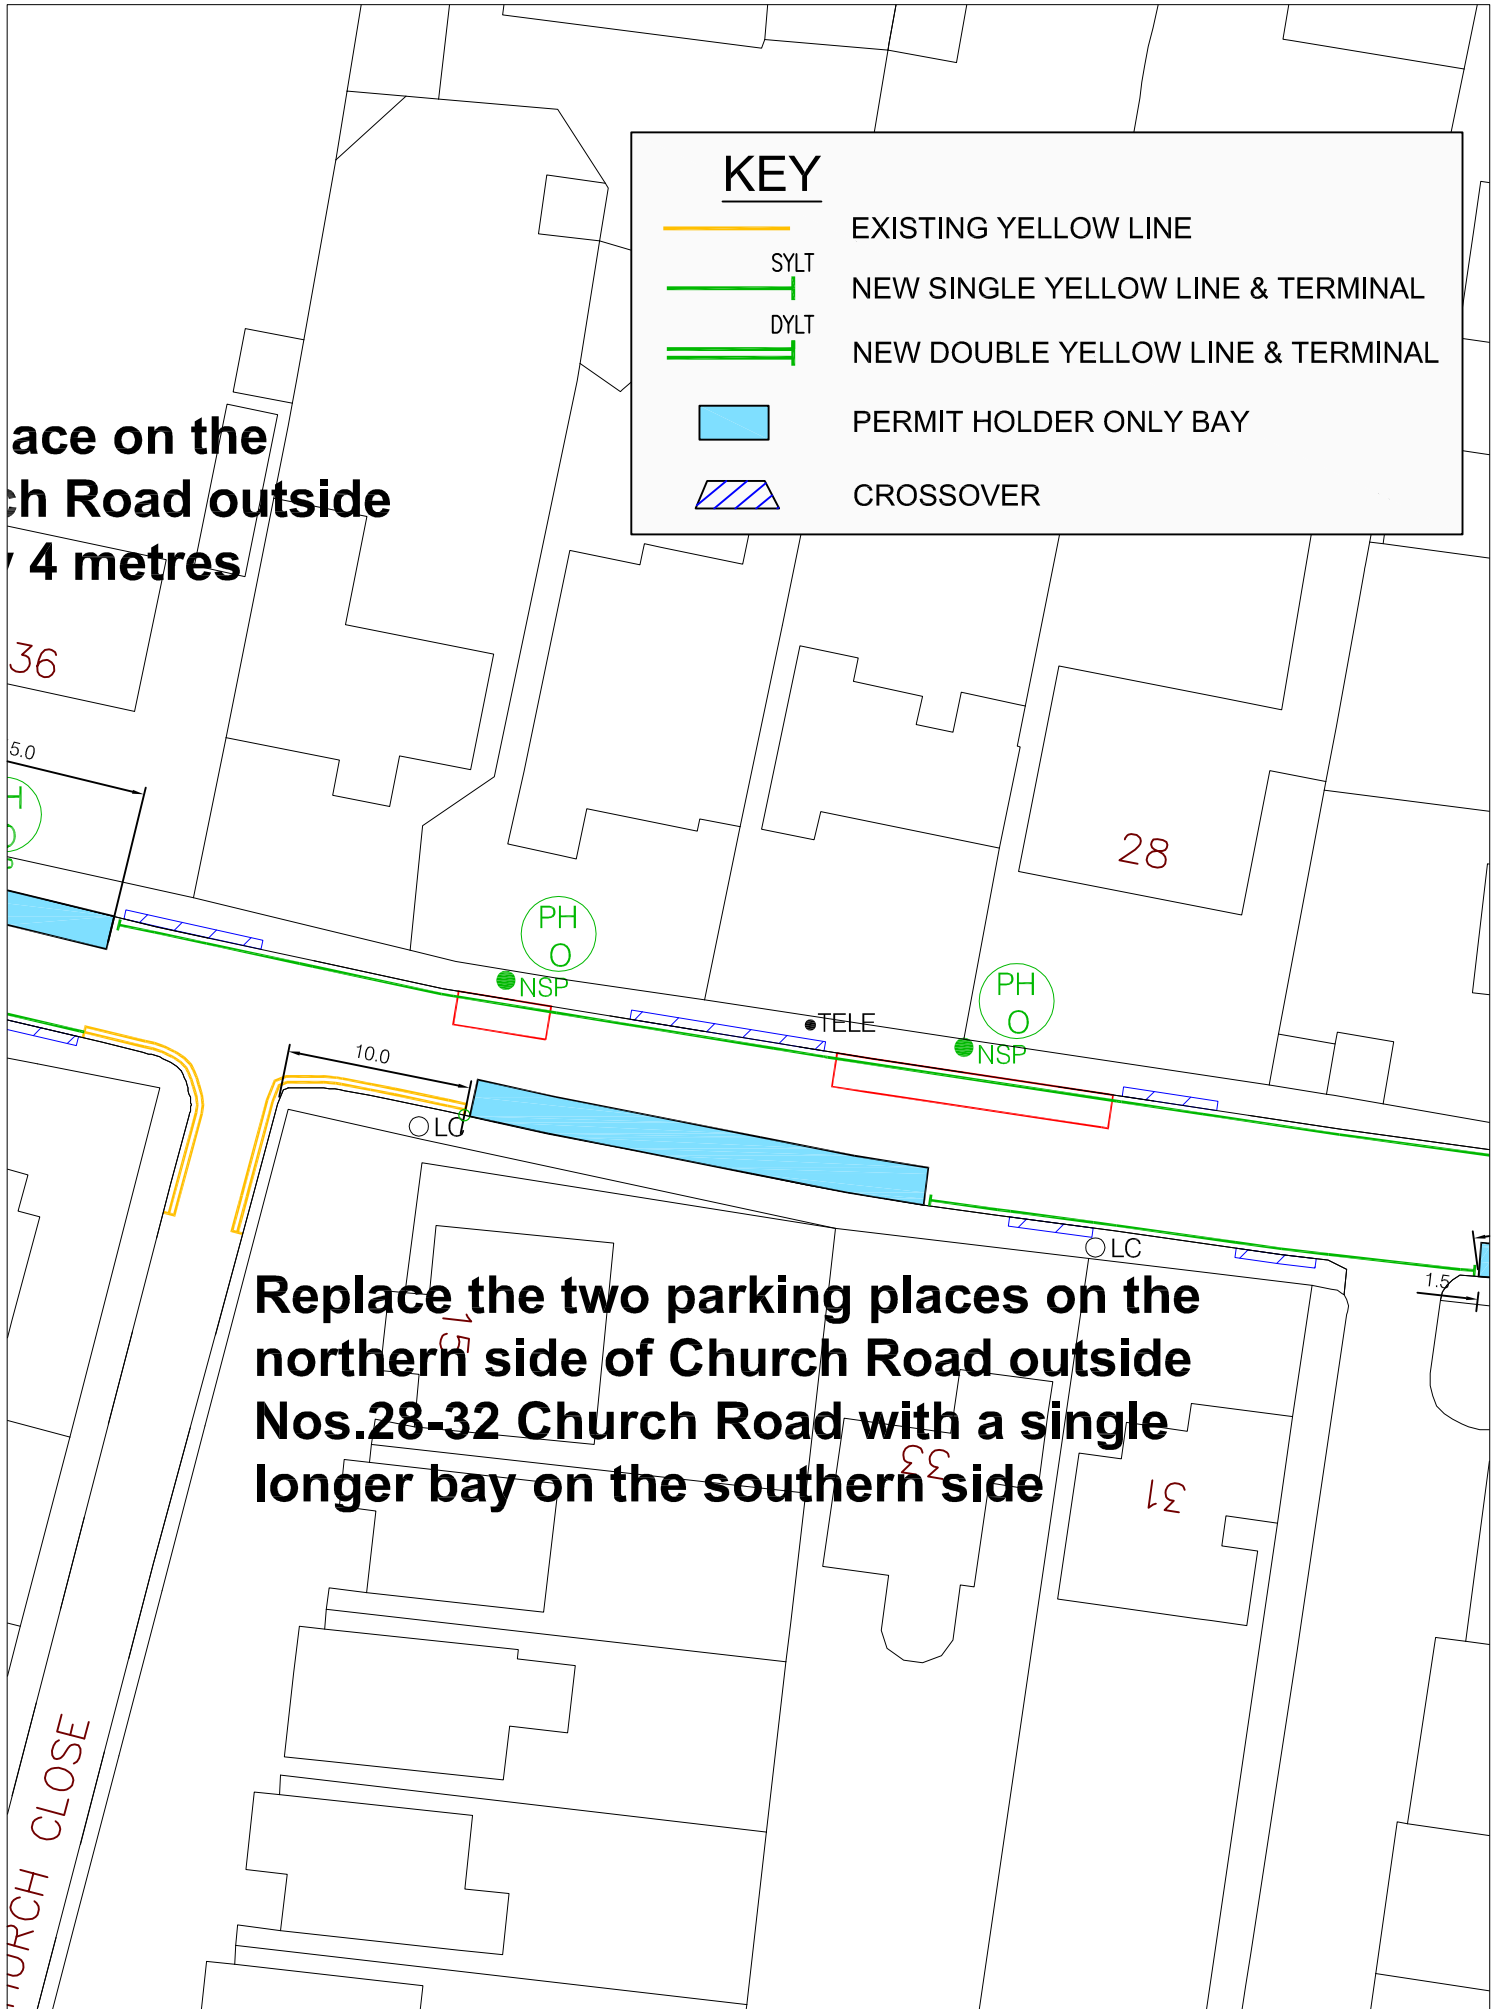 KEY
EXISTING YELLOW LINE
SYLT
NEW SINGLE YELLOW LINE & TERMINAL
DYLT
NEW DOUBLE YELLOW LINE & TERMINAL
PERMIT HOLDER ONLY BAY
CROSSOVER
ace on the
ch Road outside
4 metres
36
5.0
H
28
PH
O
NSP
PH
O
NSP
TELE
10.0
LC
LC
1.5
Replace the two parking places on the
northern side of Church Road outside
Nos.28-32 Church Road with a single
longer bay on the southern side
15
33
31
HURCH CLOSE